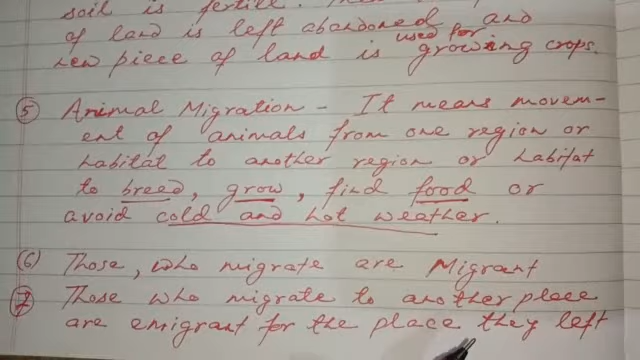 soil is fertile.
of land is left abandoned and
used for
new piece of land is growing crops.
(5) Animal Migration - It means movem-
ent of animals from one region or
habitat to another region or habitat
to breed, grow, find food or
avoid cold and hot weather.
(6) Those, who migrate are Migrant
(7) Those who migrate to another place
are emigrant for the place they left